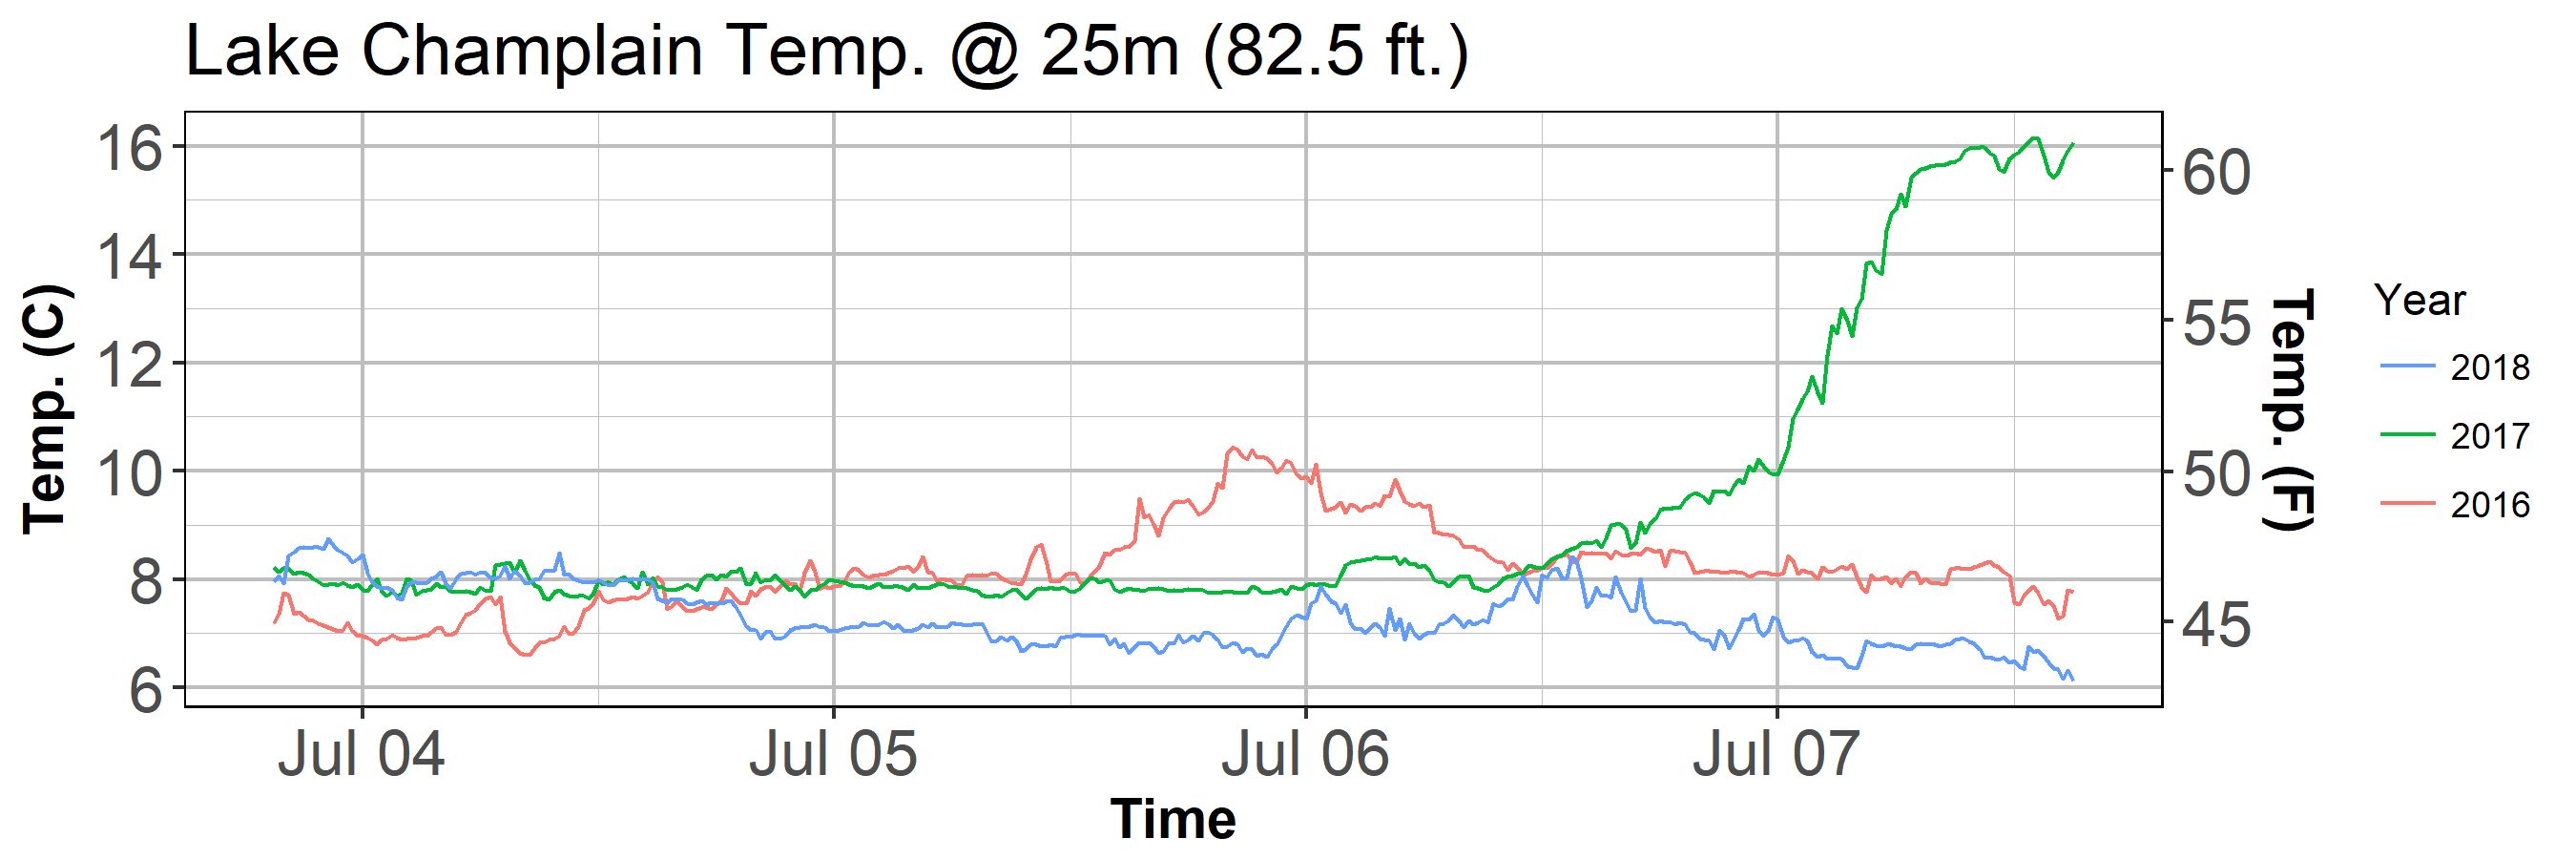 Lake Champlain Temp. @ 25m (82.5 ft.)
Temp. (C)
16
14
12
10
8
6
60
55
50
45
Temp. (F)
Jul 04
Jul 05
Jul 06
Jul 07
Time
Year
2018
2017
2016